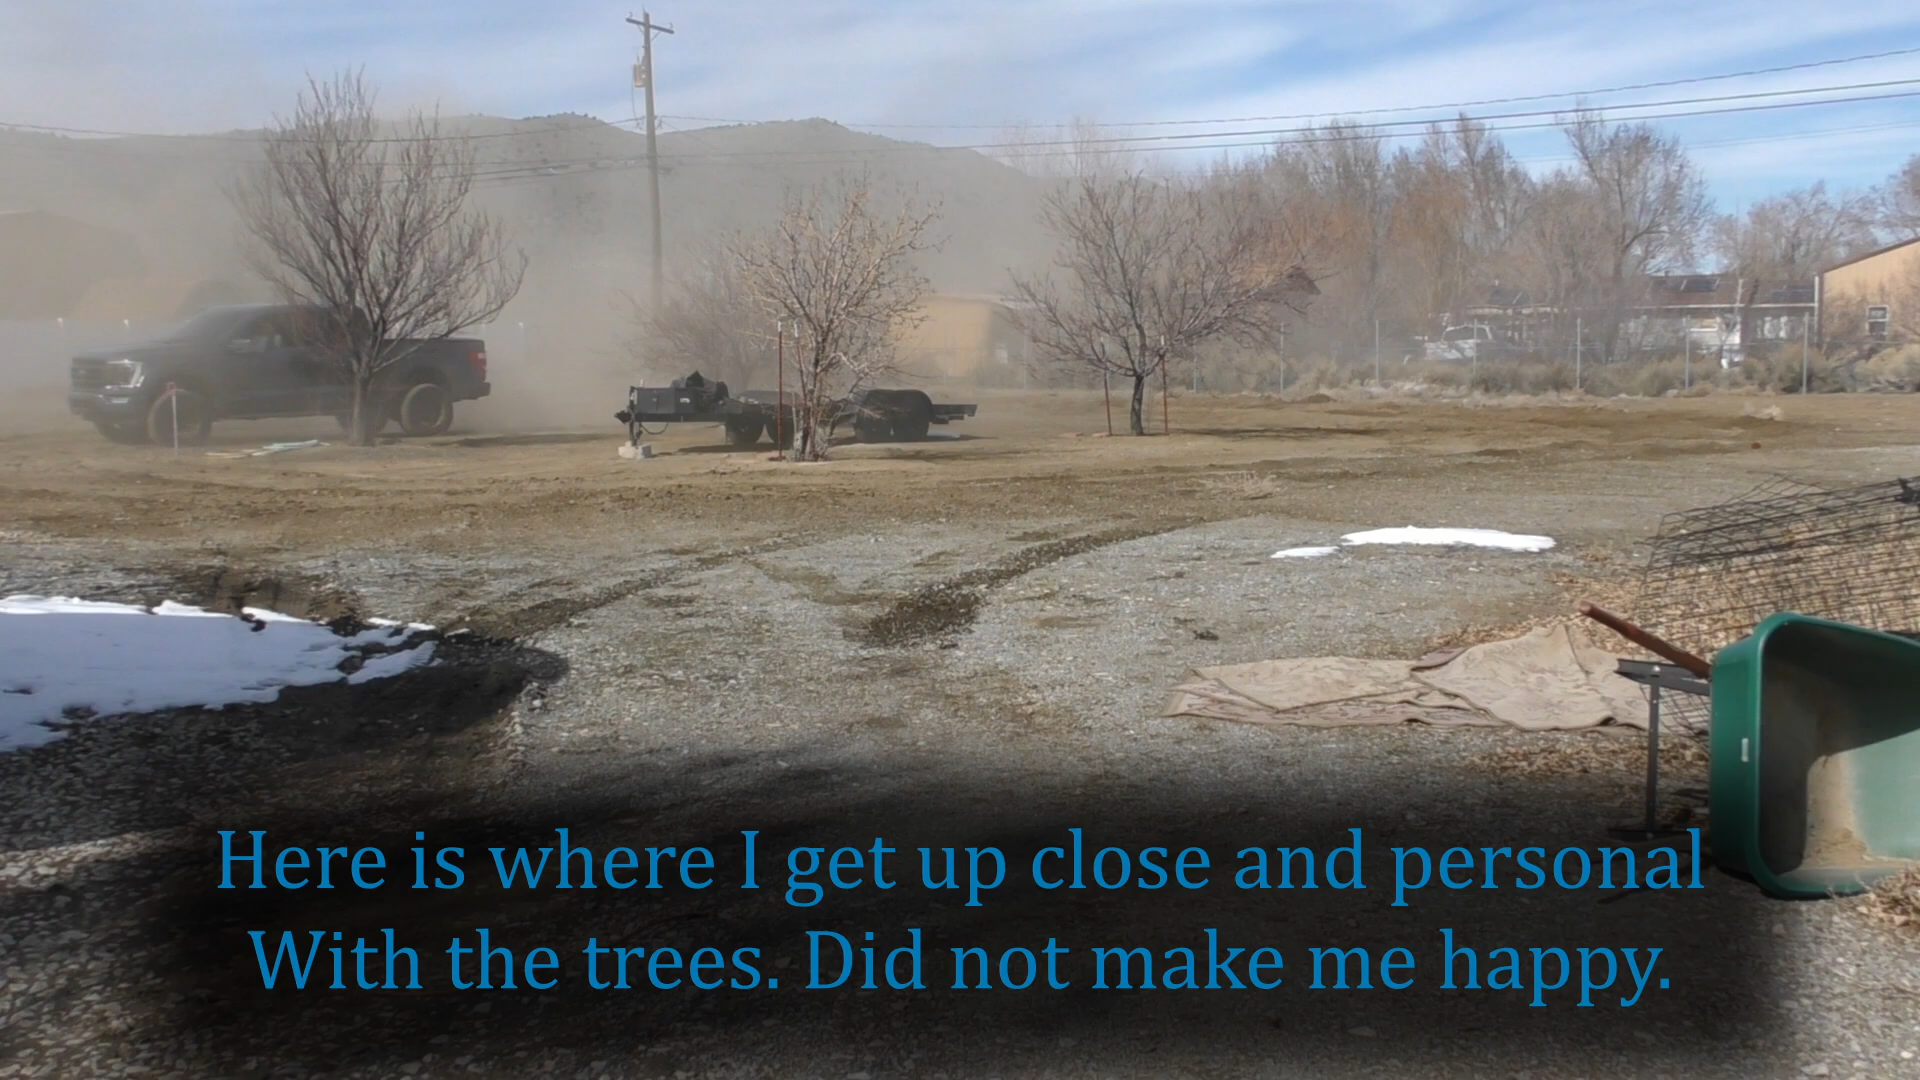 Here is where I get up close and personal
With the trees. Did not make me happy.